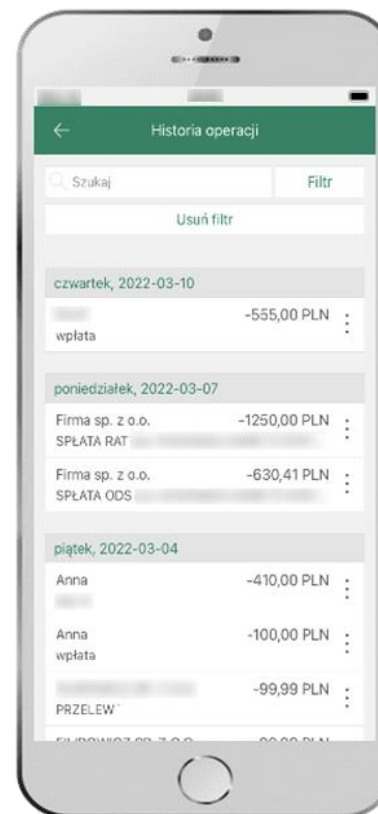 Historia operacji
Szukaj Filtr
Usuń filtr
czwartek, 2022-03-10
-555,00 PLN
wpłata
poniedziałek, 2022-03-07
Firma sp. z o.o. -1250,00 PLN
SPŁATA RAT
Firma sp. z o.o. -630,41 PLN
SPŁATA ODS
piątek, 2022-03-04
Anna -410,00 PLN
Anna -100,00 PLN
wpłata
-99,99 PLN
PRZELEW